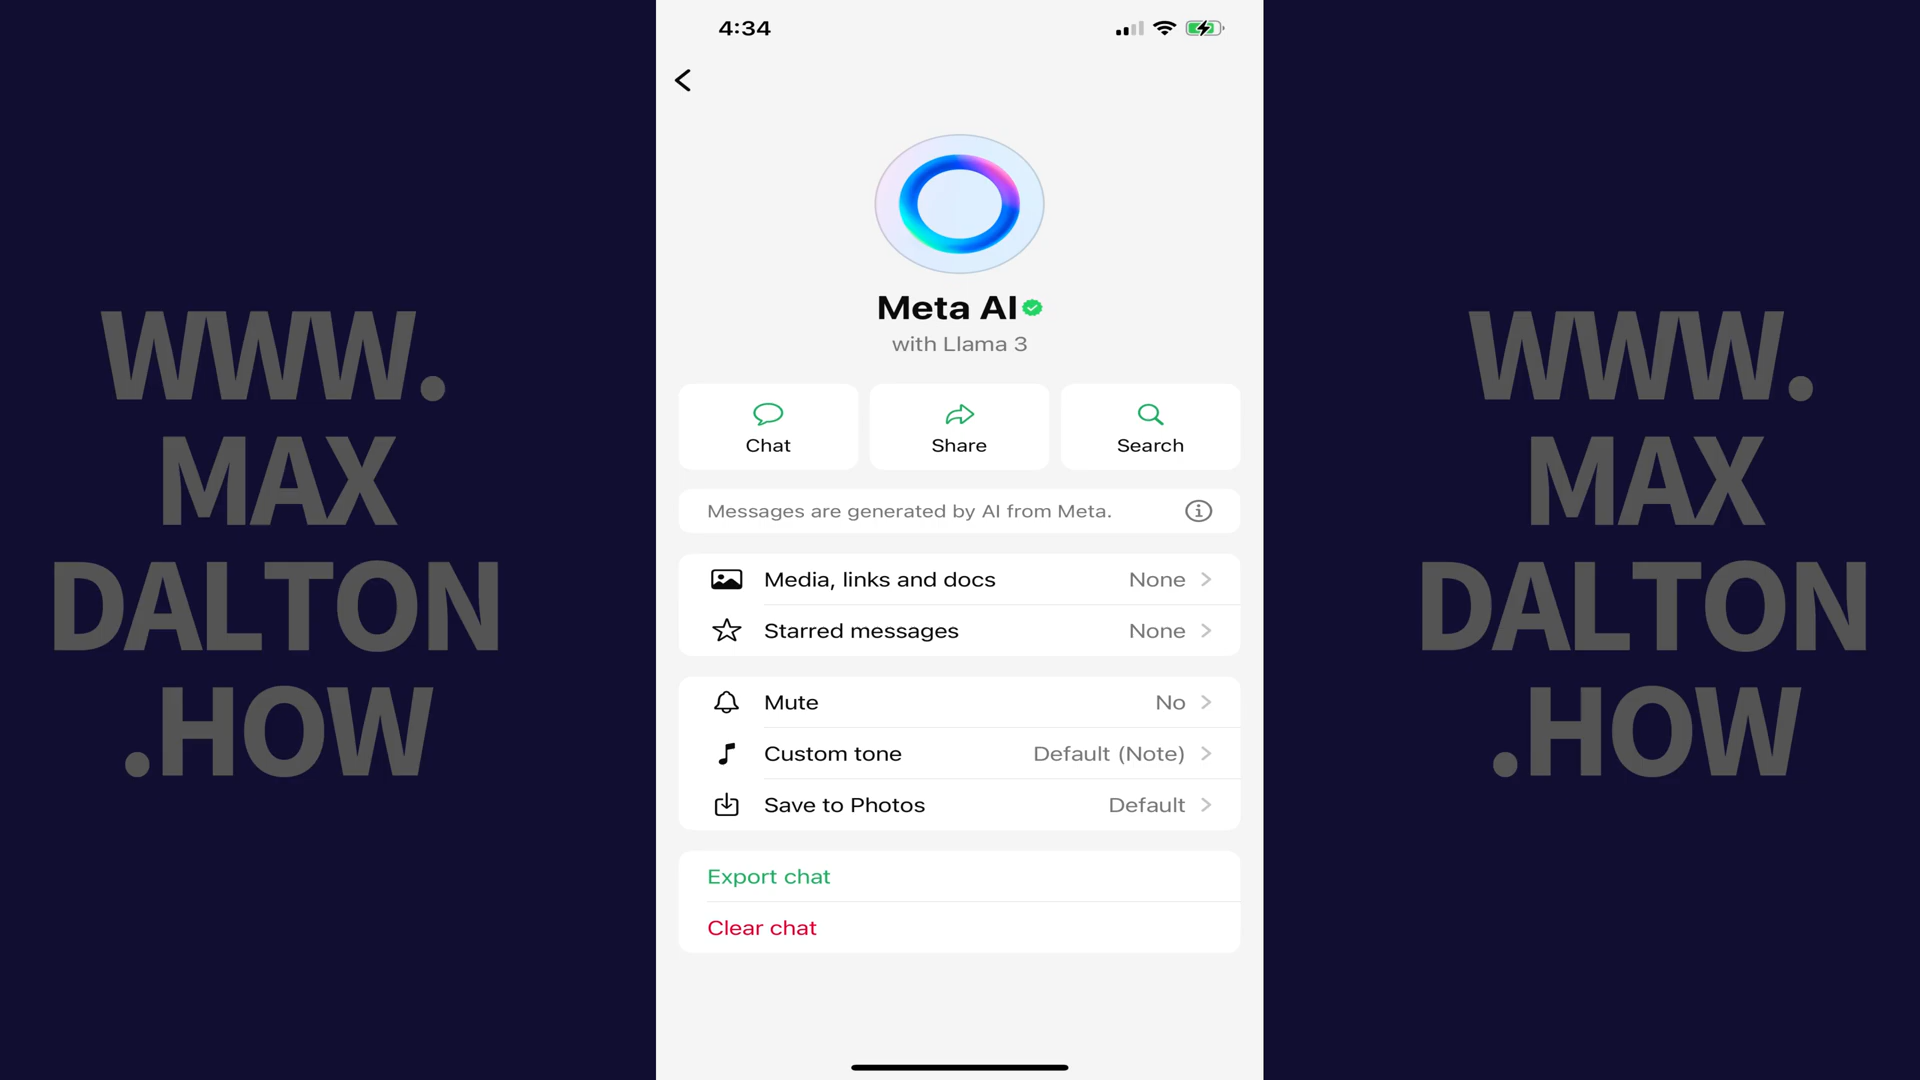 4:34
Meta AI
with Llama 3
Chat
Share
Search
Messages are generated by AI from Meta.
Media, links and docs None
Starred messages None
Mute No
Custom tone Default (Note)
Save to Photos Default
Export chat
Clear chat
WWW.
MAX
DALTON
.HOW
WWW.
MAX
DALTON
.HOW